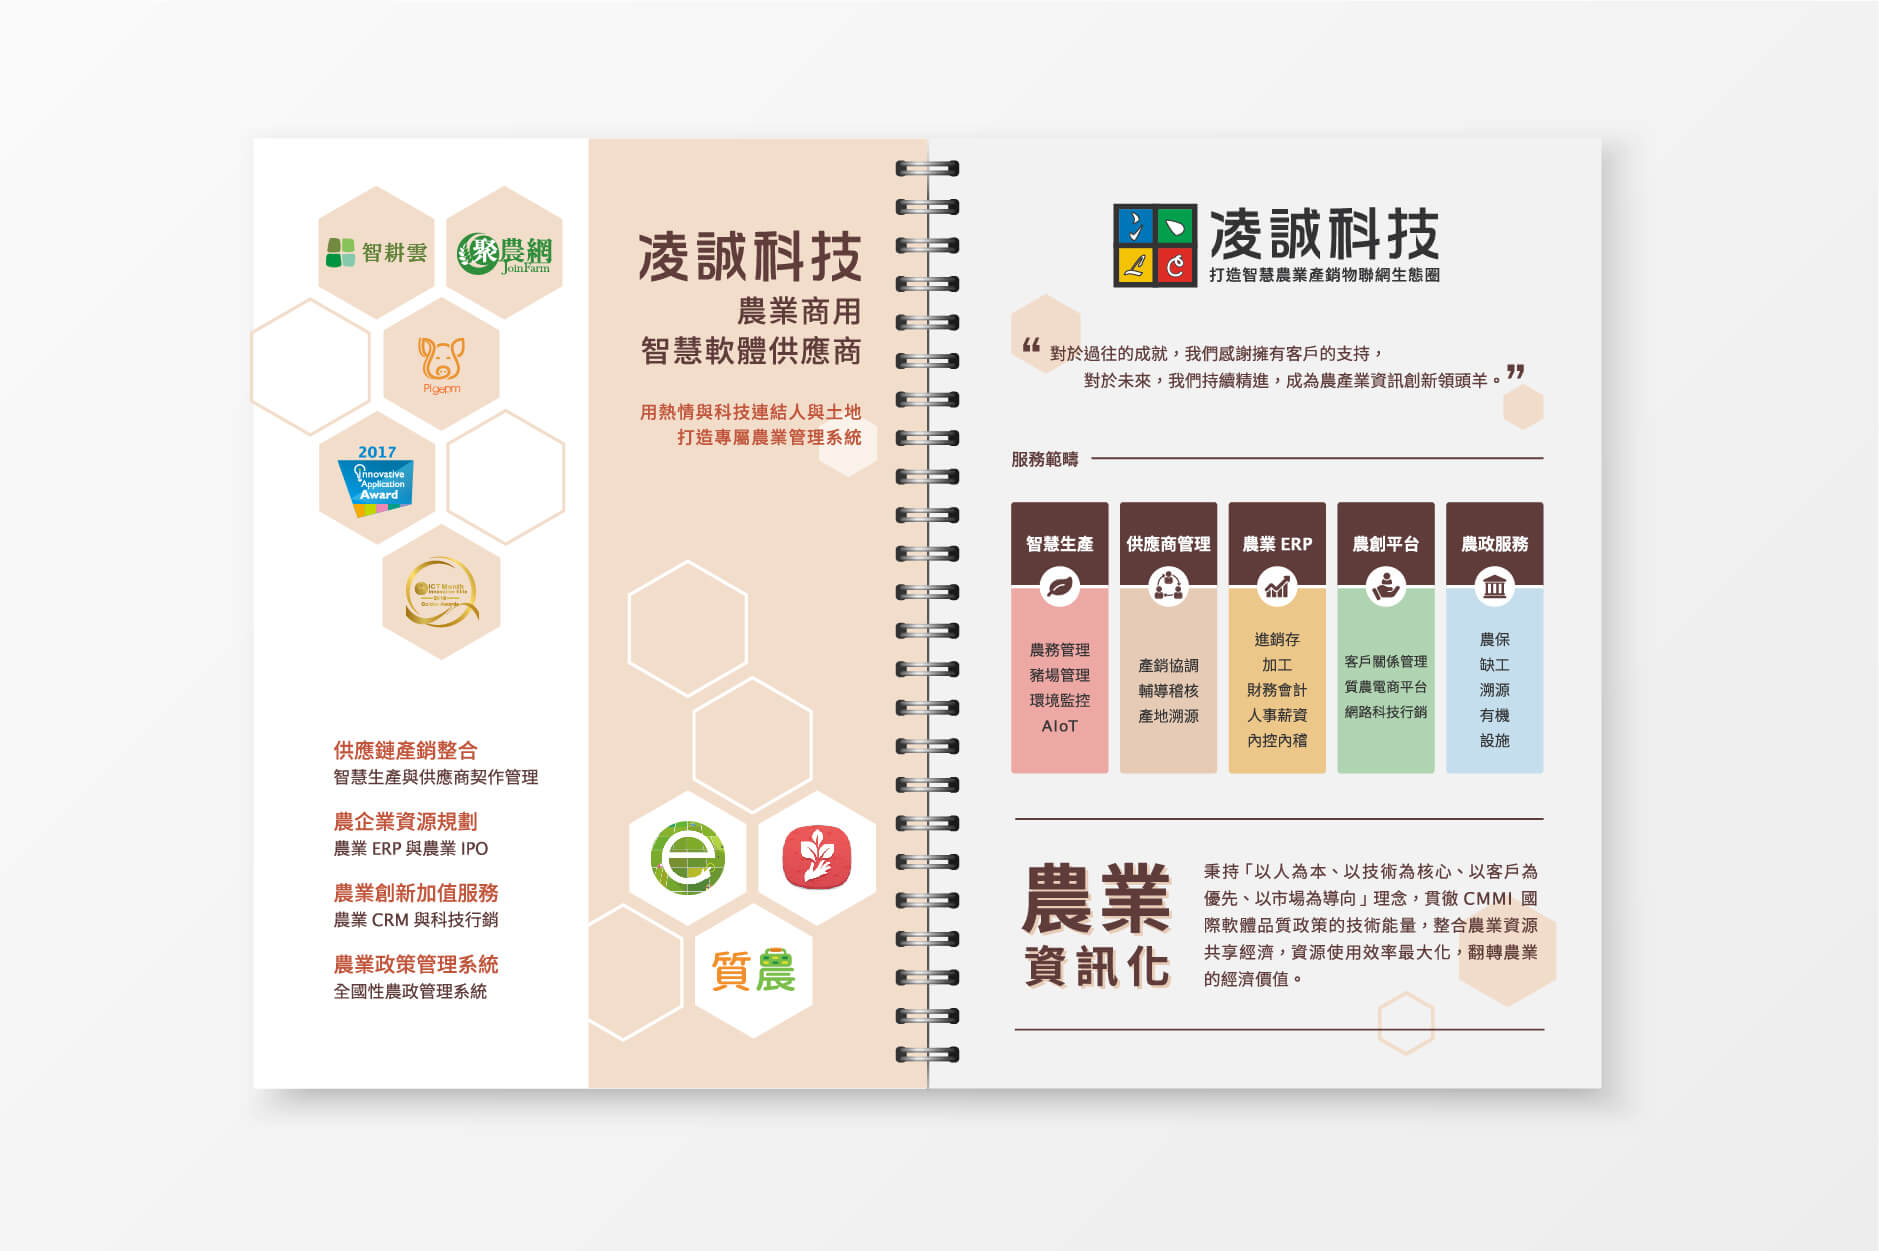 智耕雲
聚農網
JoinFarm
Pigepm
2017
Innovative
Application
Award
ICT Month
Innovative Elite
供應鏈產銷整合
智慧生產與供應商契作管理
農企業資源規劃
農業 ERP 與農業 IPO
農業創新加值服務
農業 CRM 與科技行銷
農業政策管理系統
全國性農政管理系統
凌誠科技
農業商用
智慧軟體供應商
用熱情與科技連結人與土地
打造專屬農業管理系統
e
質農
凌誠科技
打造智慧農業產銷物聯網生態圈
“ 對於過往的成就，我們感謝擁有客戶的支持，
對於未來，我們持續精進，成為農產業資訊創新領頭羊。”
服務範疇
智慧生產
農務管理
豬場管理
環境監控
AIoT
供應商管理
產銷協調
輔導稽核
產地溯源
農業 ERP
進銷存
加工
財務會計
人事薪資
內控內稽
農創平台
客戶關係管理
質農電商平台
網路科技行銷
農政服務
農保
缺工
溯源
有機
設施
農業
資訊化
秉持「以人為本、以技術為核心、以客戶為
優先、以市場為導向」理念，貫徹 CMMI 國
際軟體品質政策的技術能量，整合農業資源
共享經濟，資源使用效率最大化，翻轉農業
的經濟價值。